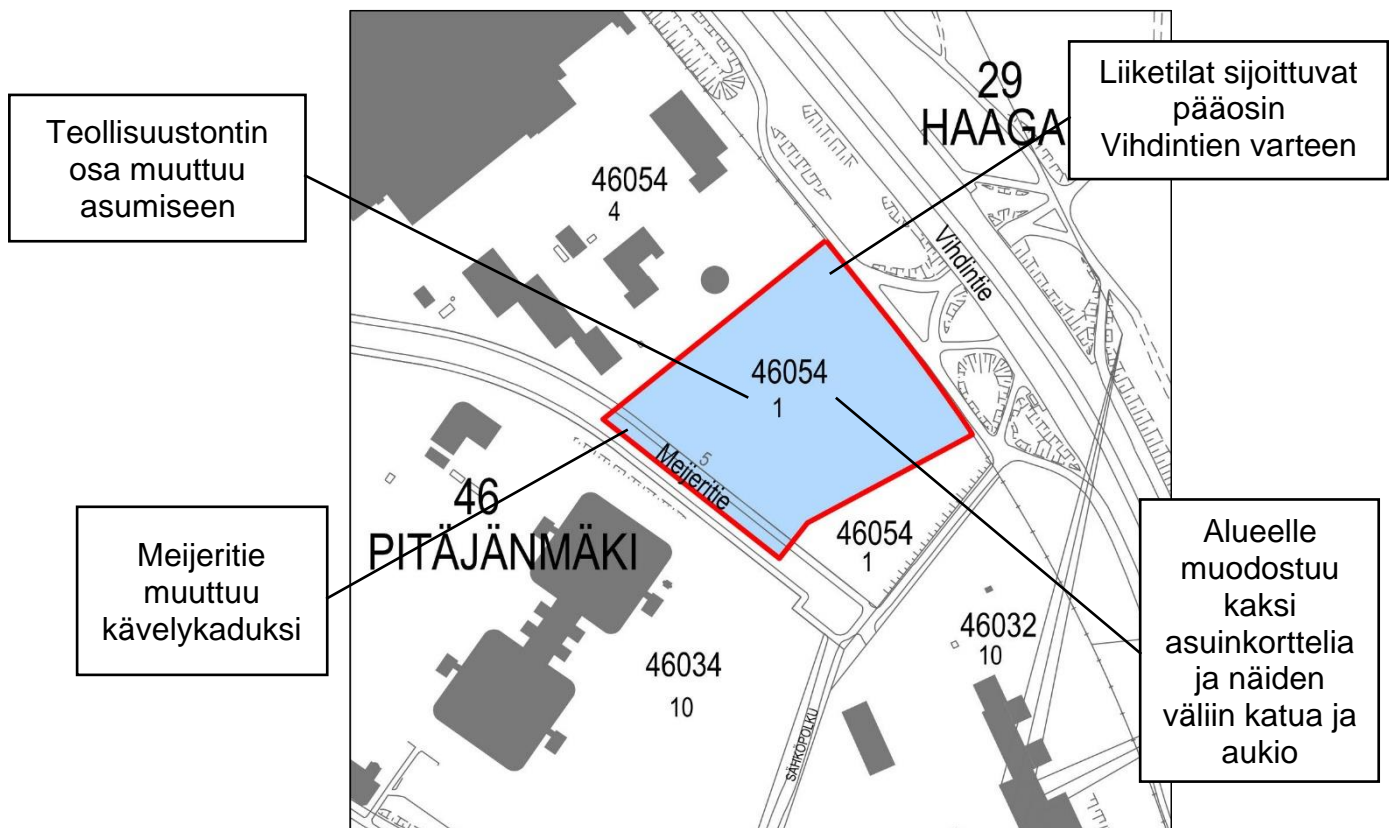 29
HAAGA
Liiketilat sijoittuvat
pääosin
Vihdintien varteen
Teollisuustontin
osa muuttuu
asumiseen
46054
4
Vihdintie
46054
1
5
Meijeritie
46
PITÄJÄNMÄKI
Meijeritie
muuttuu
kävelykaduksi
46054
1
46032
10
46034
10
SÄHKÖPOLKU
Alueelle
muodostuu
kaksi
asuinkorttelia
ja näiden
väliin katua ja
aukio